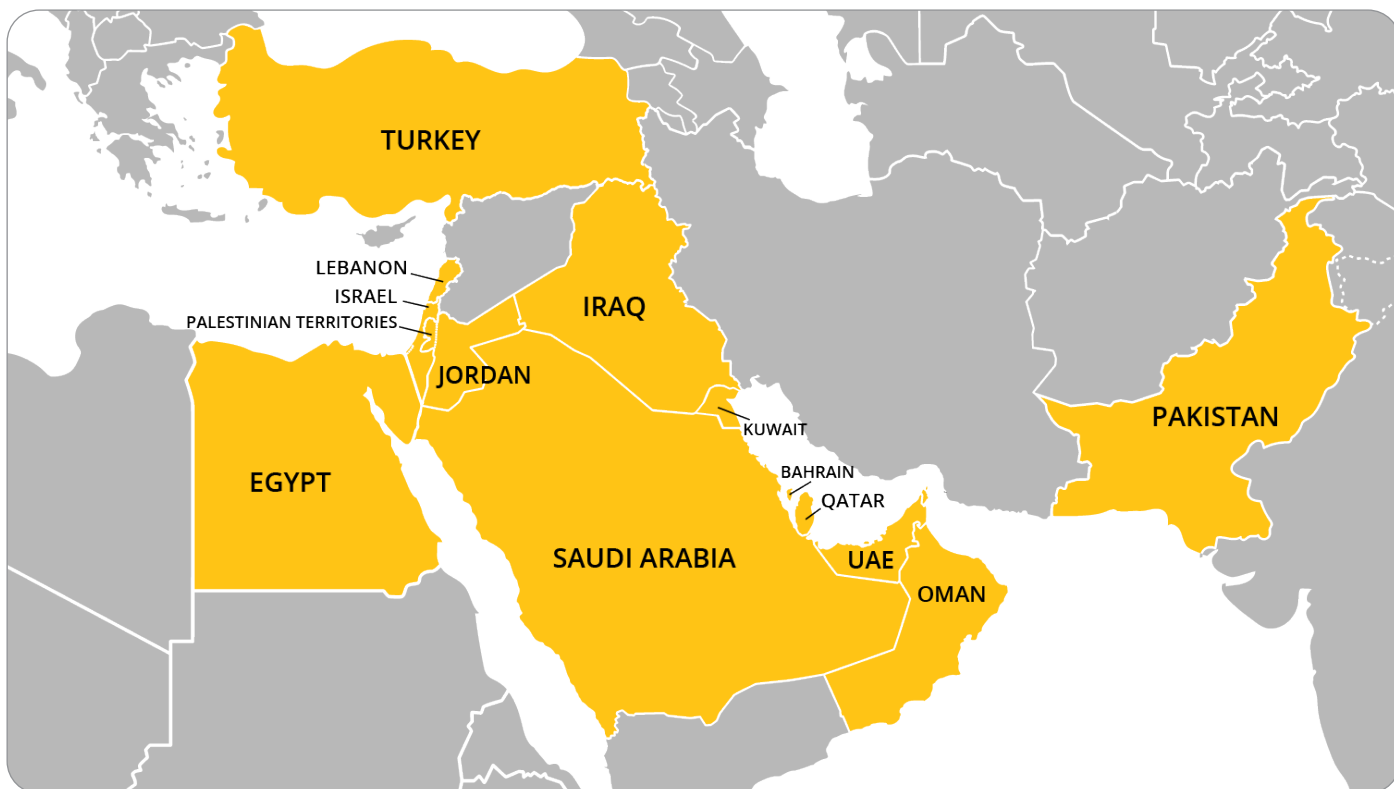 TURKEY
LEBANON
ISRAEL
PALESTINIAN TERRITORIES
IRAQ
JORDAN
KUWAIT
PAKISTAN
EGYPT
BAHRAIN
QATAR
SAUDI ARABIA
UAE
OMAN